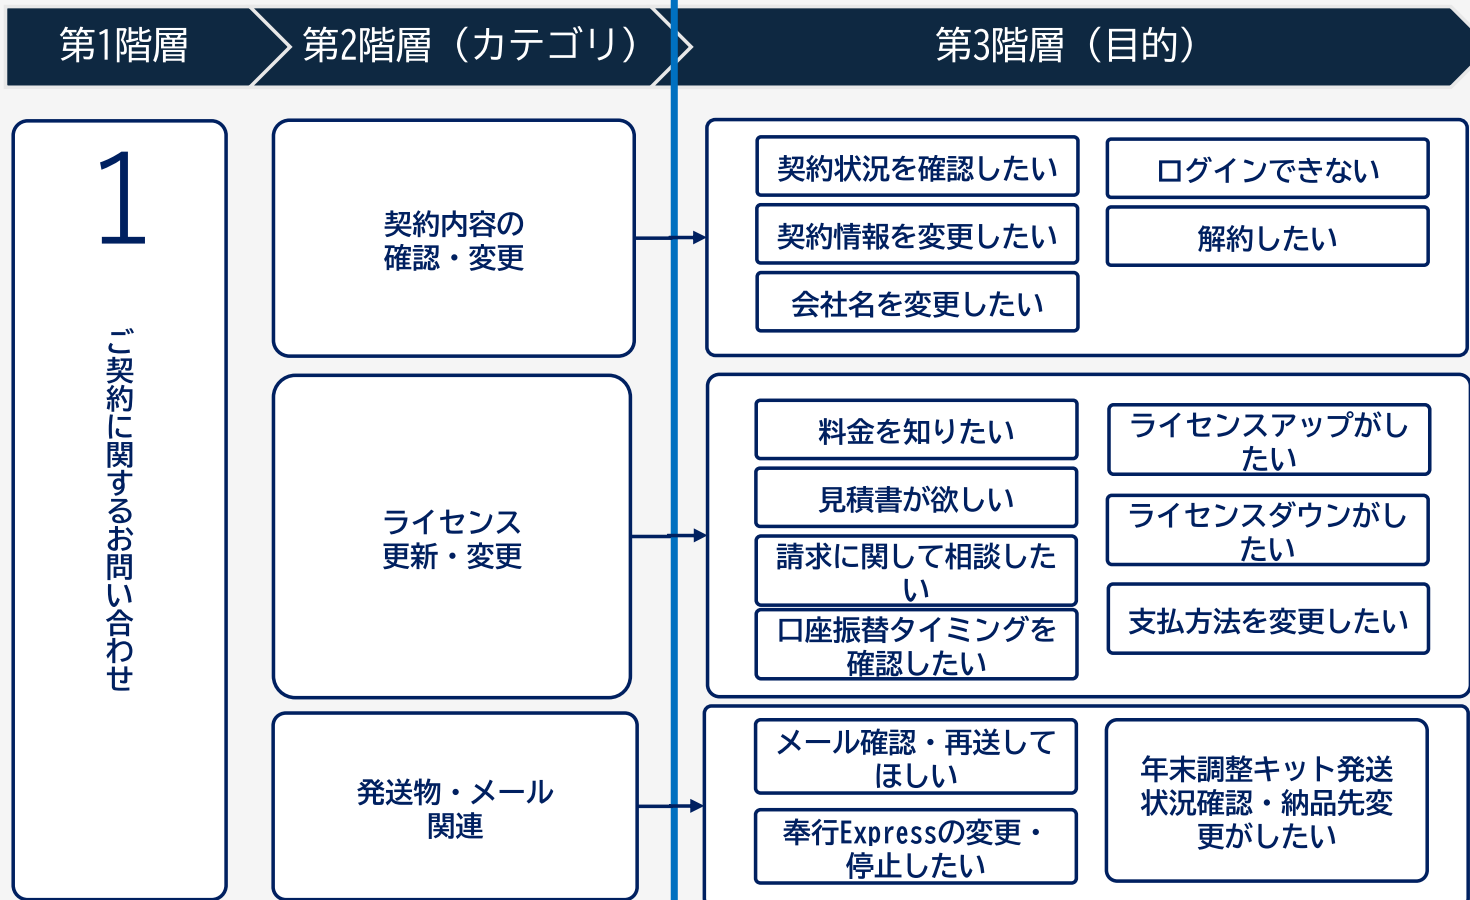 第1階層
第2階層（カテゴリ）
第3階層（目的）
1
ご契約に関するお問い合わせ
契約内容の
確認・変更
契約状況を確認したい
契約情報を変更したい
会社名を変更したい
ログインできない
解約したい
ライセンス
更新・変更
料金を知りたい
見積書が欲しい
請求に関して相談した
い
口座振替タイミングを
確認したい
ライセンスアップがし
たい
ライセンスダウンがし
たい
支払方法を変更したい
発送物・メール
関連
メール確認・再送して
ほしい
奉行Expressの変更・
停止したい
年末調整キット発送
状況確認・納品先変
更がしたい